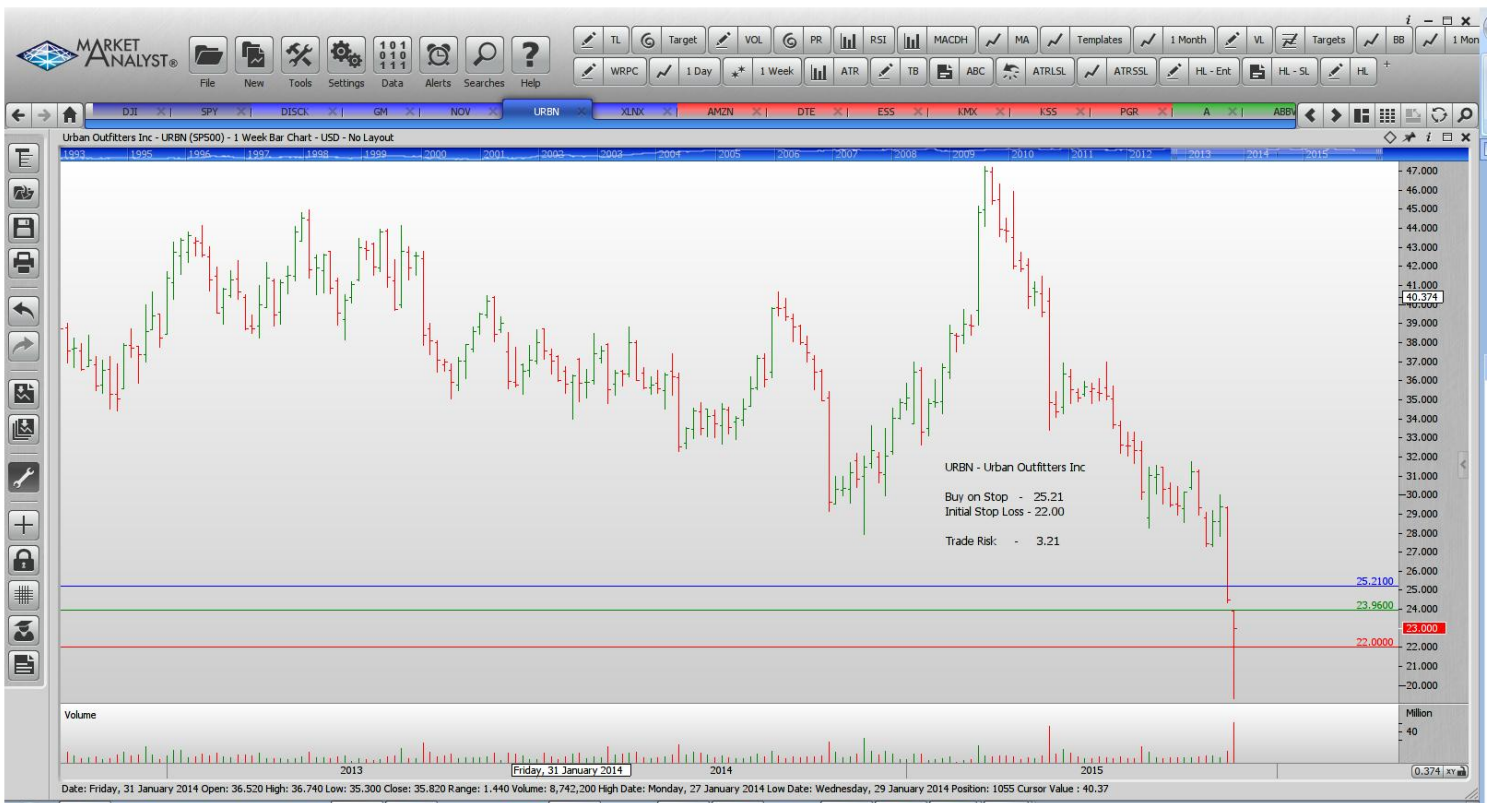 MARKET ANALYST®
File New Tools Settings Data Alerts Searches Help
101
010
111
TL Target VOL PR RSI MACDH MA Templates 1 Month VL Targets BB 1 Mon
WRPC 1 Day 1 Week ATR TB ABC ATRLSL ATRSSL HL - Ent HL - SL HL +
DJI SPY DISCK GM NOV URBN XLNX AMZN DTE ESS KMX KSS PGR A ABBV
Urban Outfitters Inc - URBN (SP500) - 1 Week Bar Chart - USD - No Layout
1993 1995 1996 1997 1998 1999 2000 2001 2002 2003 2004 2005 2006 2007 2008 2009 2010 2011 2012 2013 2014 2015
47.000
46.000
45.000
44.000
43.000
42.000
41.000
40.374
40.000
39.000
38.000
37.000
36.000
35.000
34.000
33.000
32.000
31.000
30.000
29.000
28.000
27.000
26.000
25.000
24.000
23.000
22.000
21.000
20.000
URBN - Urban Outfitters Inc
Buy on Stop - 25.21
Initial Stop Loss - 22.00
Trade Risk - 3.21
25.2100
23.9600
22.0000
Volume
Million
40
2013 Friday, 31 January 2014 2014 2015
0.374 XY
Date: Friday, 31 January 2014 Open: 36.520 High: 36.740 Low: 35.300 Close: 35.820 Range: 1.440 Volume: 8,742,200 High Date: Monday, 27 January 2014 Low Date: Wednesday, 29 January 2014 Position: 1055 Cursor Value : 40.37